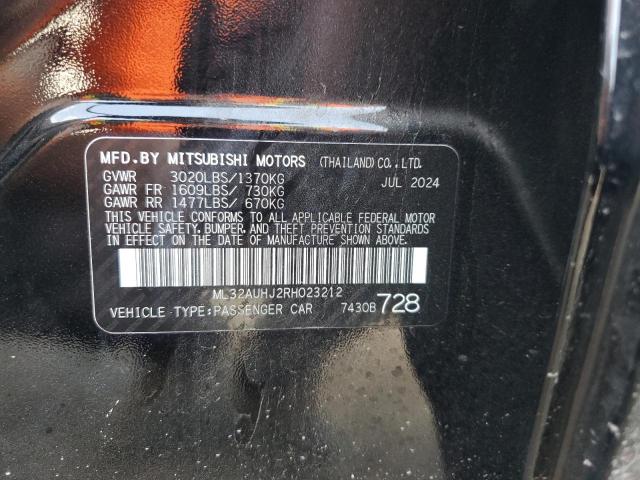 MFD.BY MITSUBISHI MOTORS (THAILAND)CO.,LTD.
GVWR 3020LBS/1370KG JUL 2024
GAWR FR 1609LBS/ 730KG
GAWR RR 1477LBS/ 670KG
THIS VEHICLE CONFORMS TO ALL APPLICABLE FEDERAL MOTOR
VEHICLE SAFETY, BUMPER, AND THEFT PREVENTION STANDARDS
IN EFFECT ON THE DATE OF MANUFACTURE SHOWN ABOVE.
ML32AUHJ2RH023212
VEHICLE TYPE:PASSENGER CAR 7430B 728